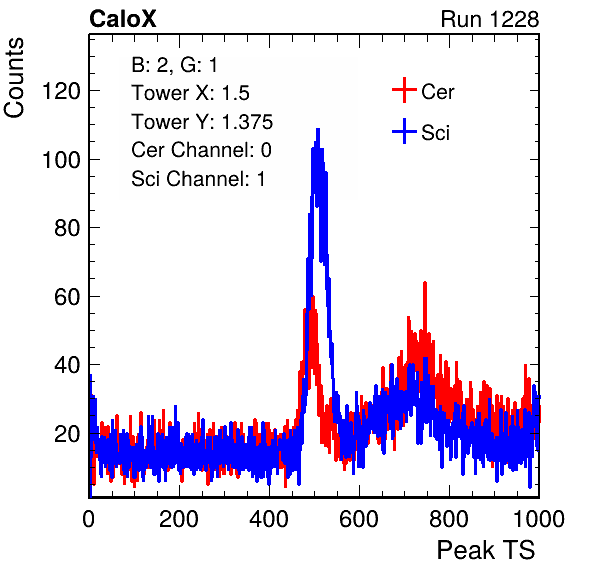 CaloX Run 1228
Counts
B: 2, G: 1
Tower X: 1.5
Tower Y: 1.375
Cer Channel: 0
Sci Channel: 1
Cer
Sci
120
100
80
60
40
20
0 200 400 600 800 1000
Peak TS